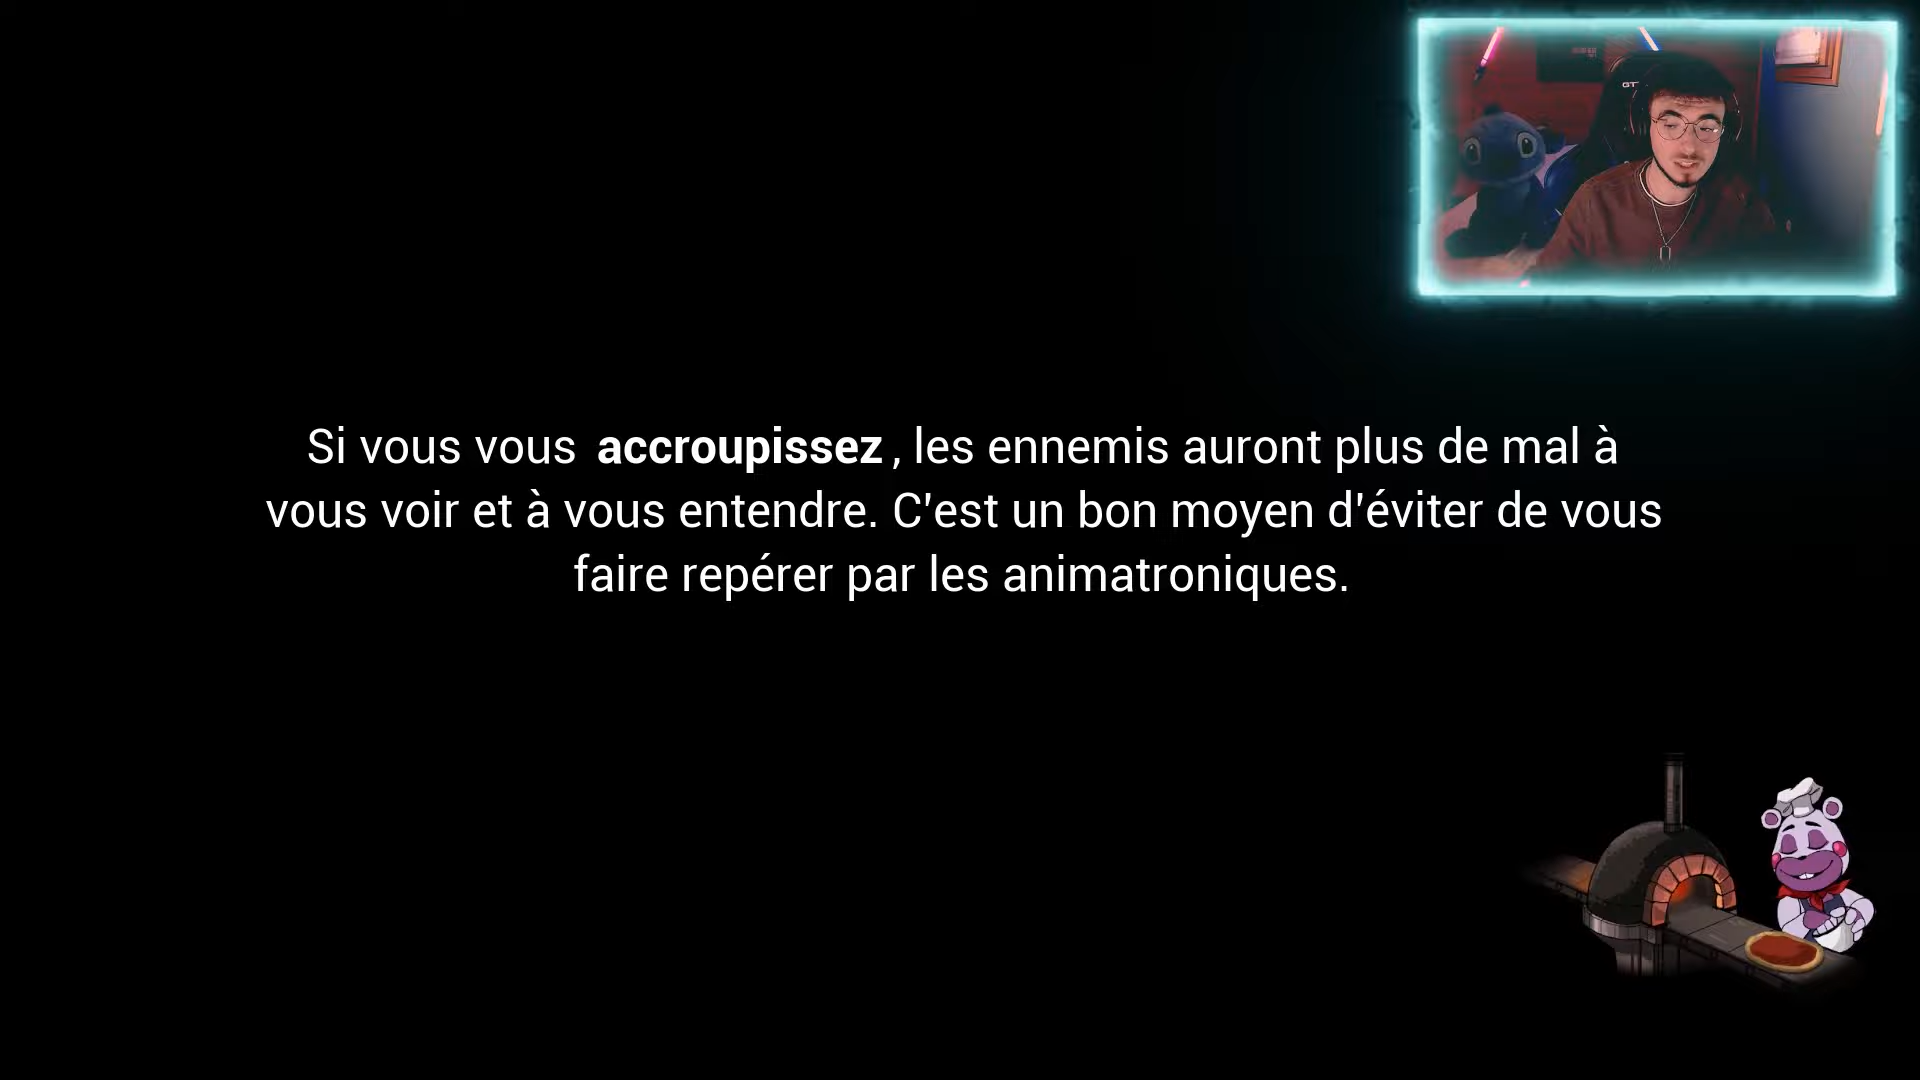 GT
Si vous vous accroupissez, les ennemis auront plus de mal à
vous voir et à vous entendre. C'est un bon moyen d'éviter de vous
faire repérer par les animatroniques.